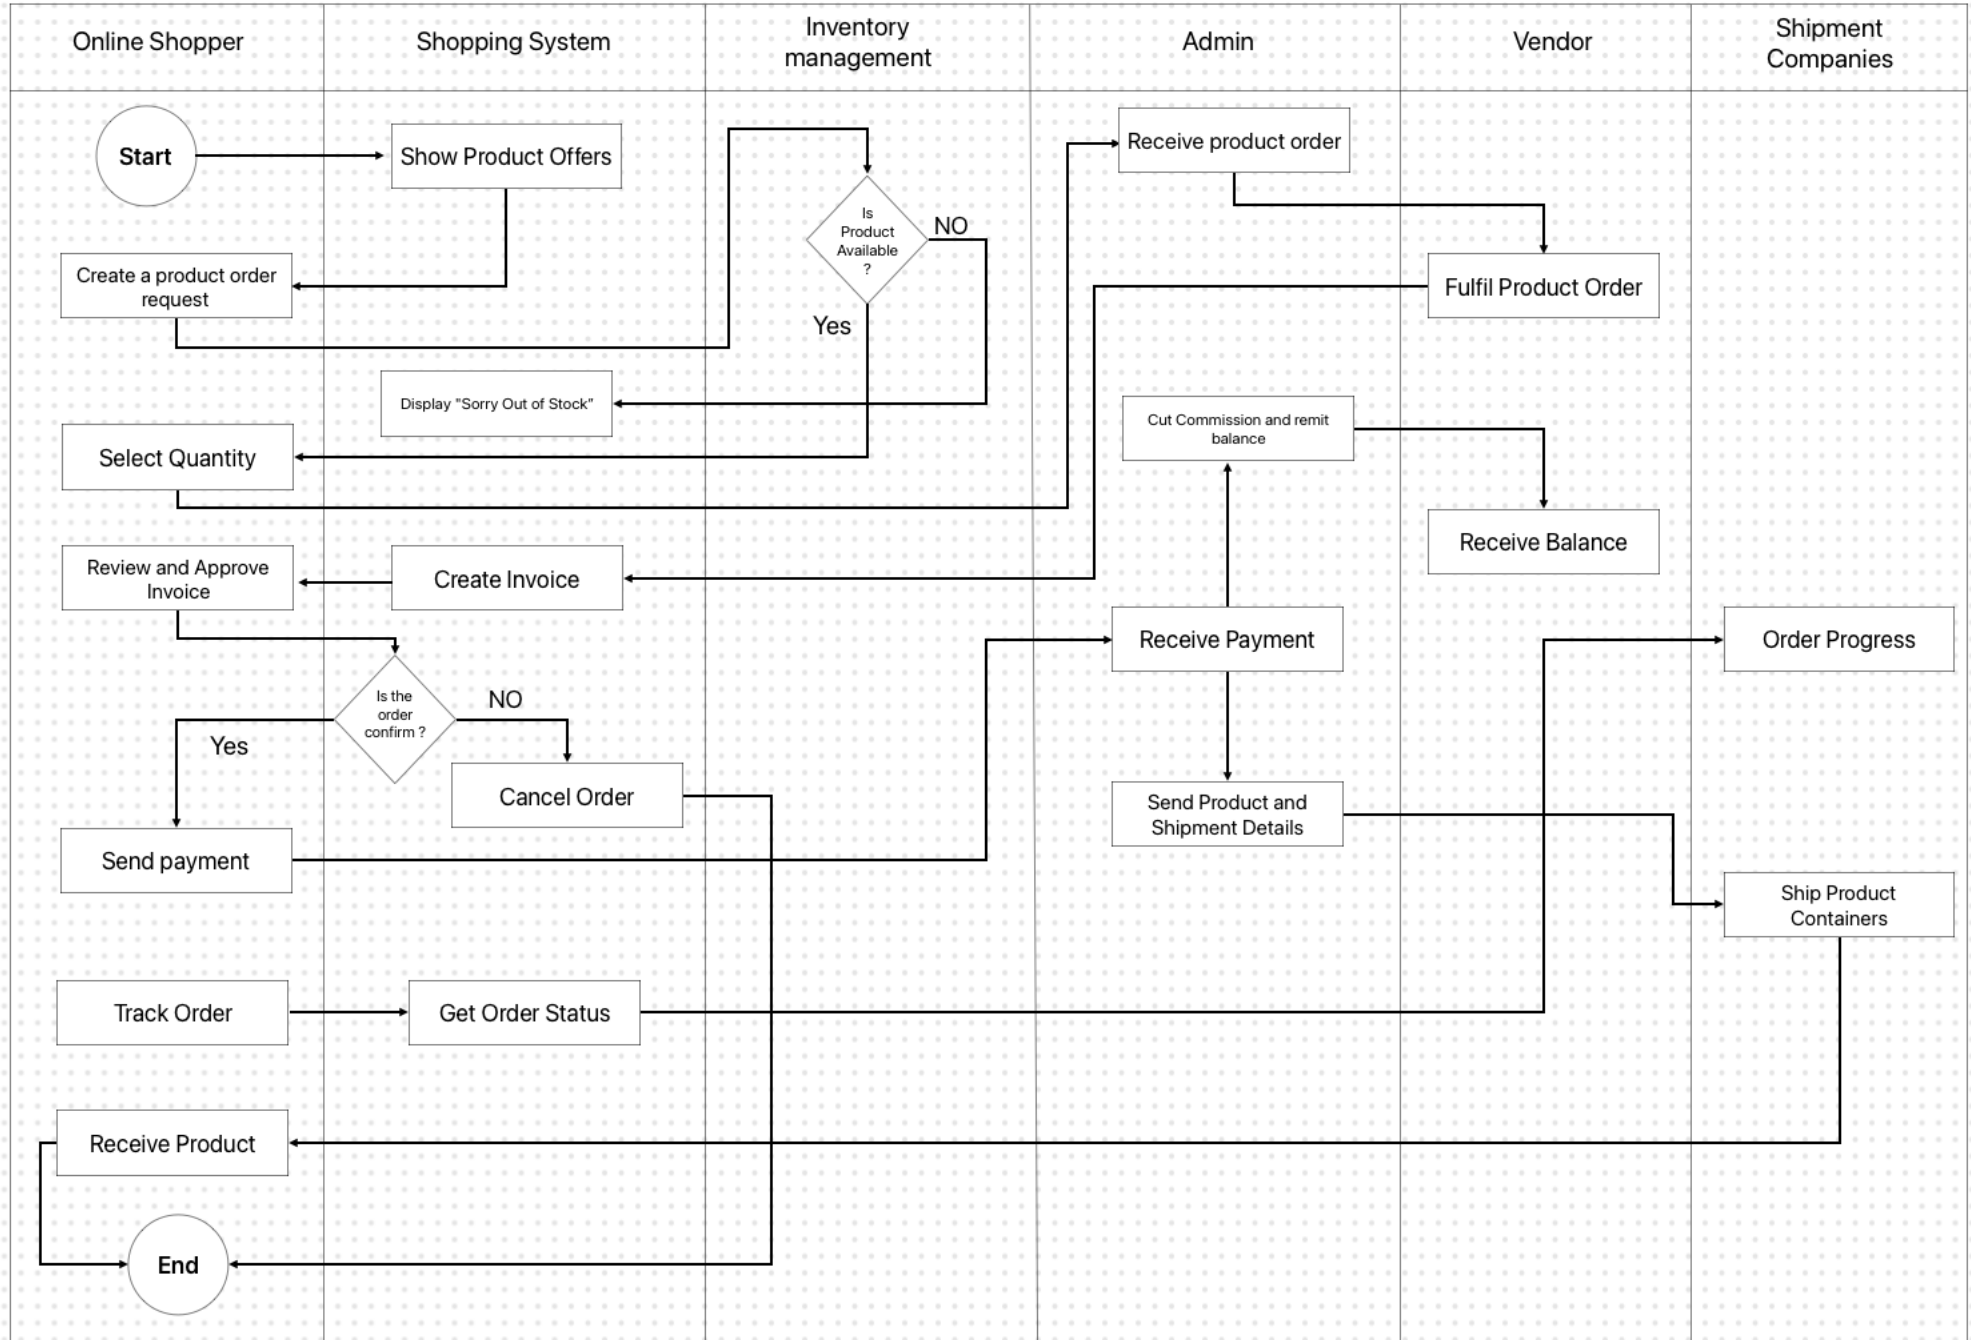 Online Shopper
Shopping System
Inventory
management
Admin
Vendor
Shipment
Companies
Start
Show Product Offers
Receive product order
Is
Product
Available
?
NO
Yes
Create a product order
request
Fulfil Product Order
Display "Sorry Out of Stock"
Cut Commission and remit
balance
Select Quantity
Receive Balance
Review and Approve
Invoice
Create Invoice
Receive Payment
Order Progress
Is the
order
confirm ?
NO
Yes
Cancel Order
Send Product and
Shipment Details
Send payment
Ship Product
Containers
Track Order
Get Order Status
Receive Product
End